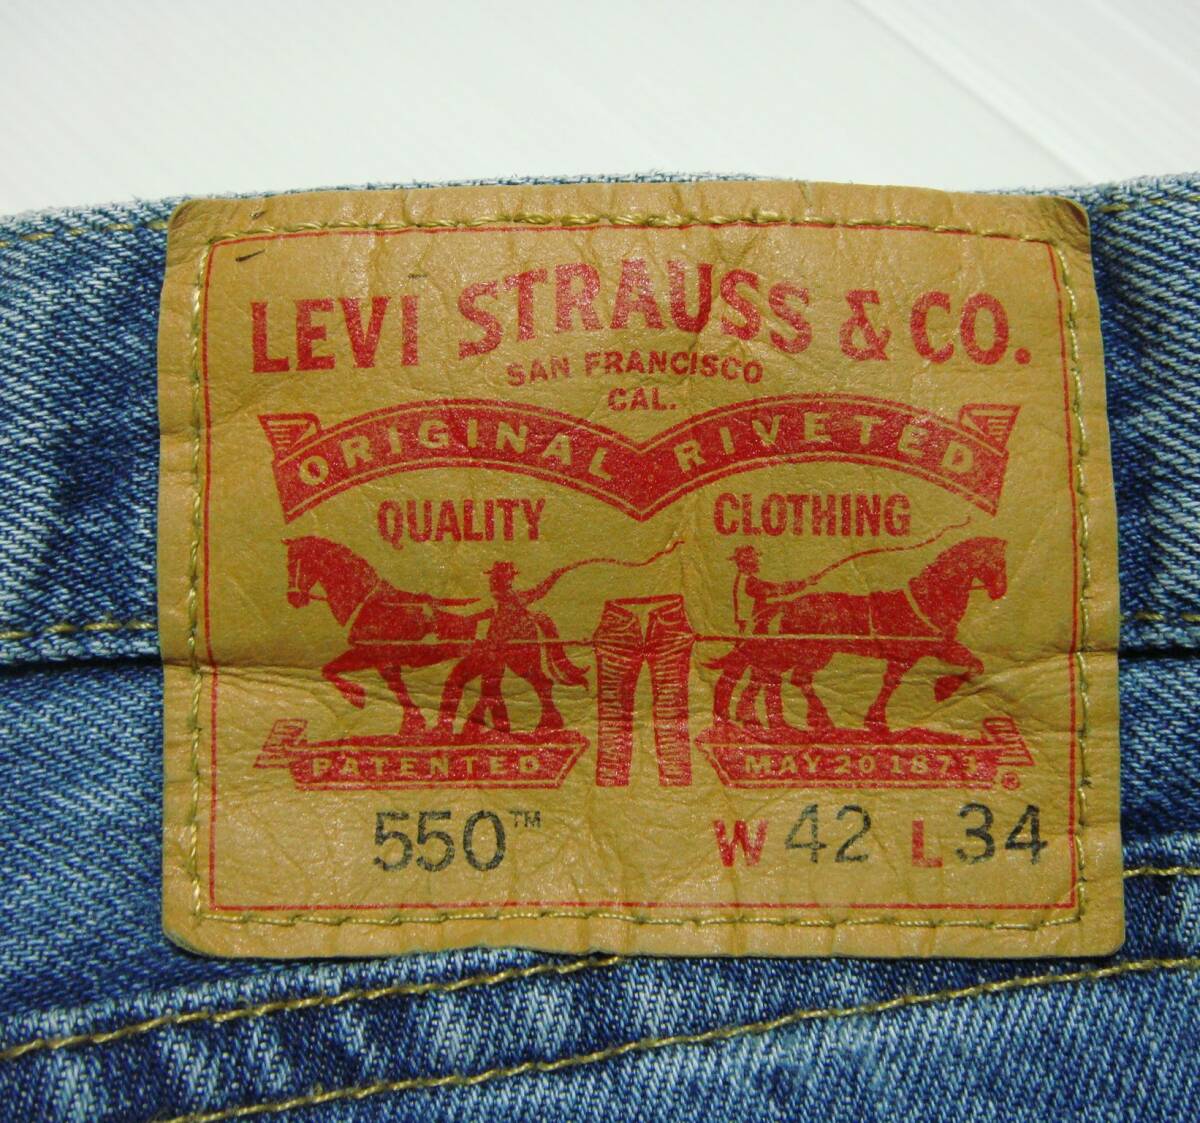 LEVI STRAUSS & CO.
SAN FRANCISCO
CAL.
ORIGINAL RIVETED
QUALITY CLOTHING
PATENTED MAY 20 1873 ®
550™ W 42 L 34